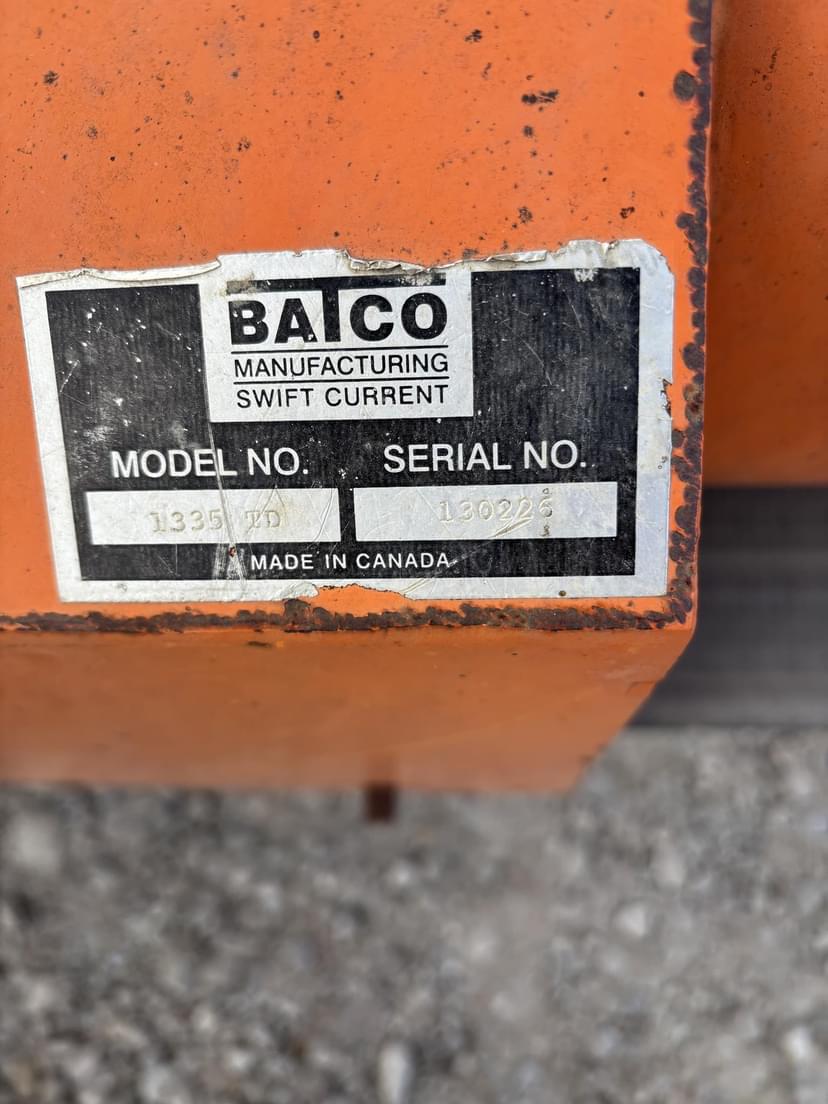 BATCO
MANUFACTURING
SWIFT CURRENT
MODEL NO. SERIAL NO.
1335 TD 130226
MADE IN CANADA